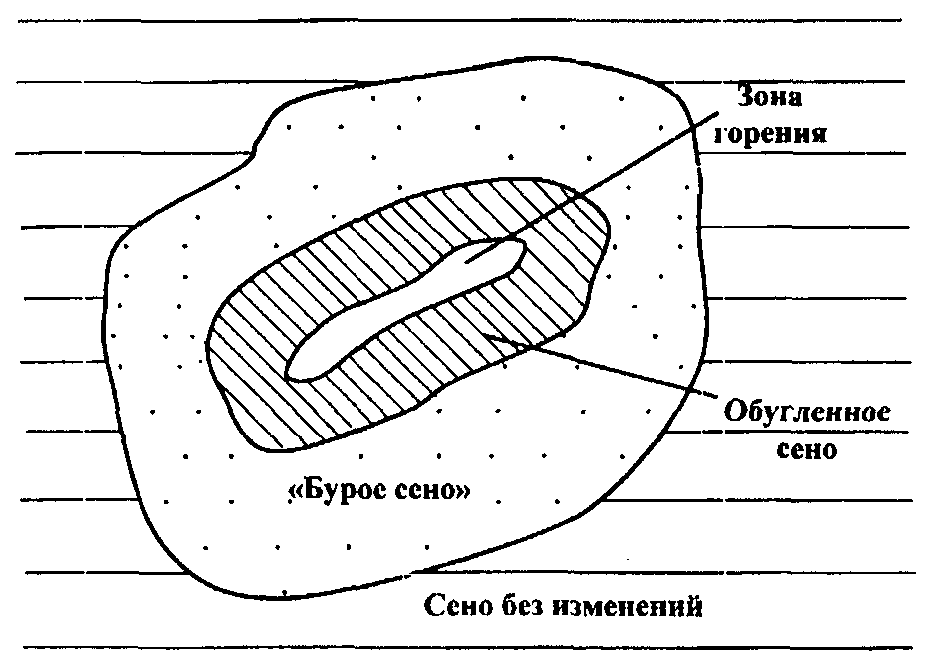 Зона
горения
Обугленное
сено
«Бурое сено»
Сено без изменений